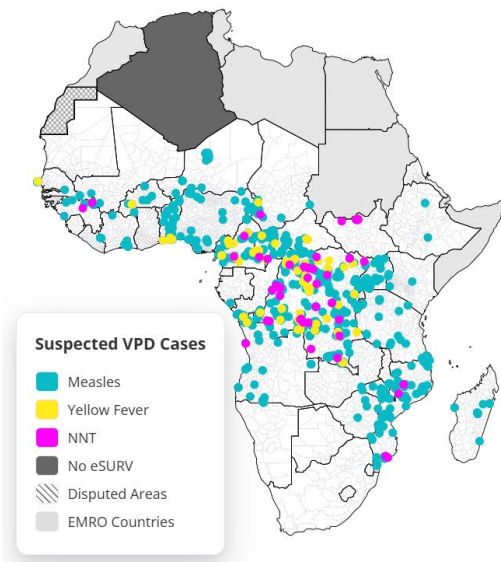 Suspected VPD Cases
Measles
Yellow Fever
NNT
No eSURV
Disputed Areas
EMRO Countries